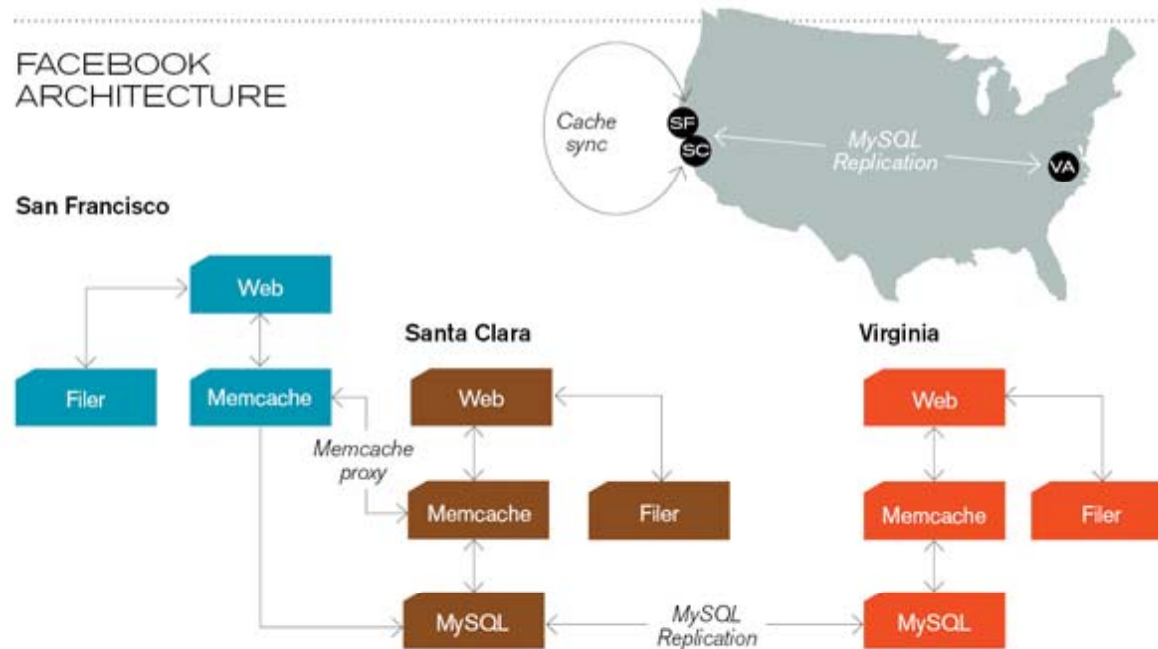 FACEBOOK
ARCHITECTURE
Cache
sync
SF
SC
MySQL
Replication
VA
San Francisco
Web
Filer
Memcache
Memcache
proxy
Santa Clara
Web
Memcache
Filer
MySQL
MySQL
Replication
Virginia
Web
Memcache
Filer
MySQL